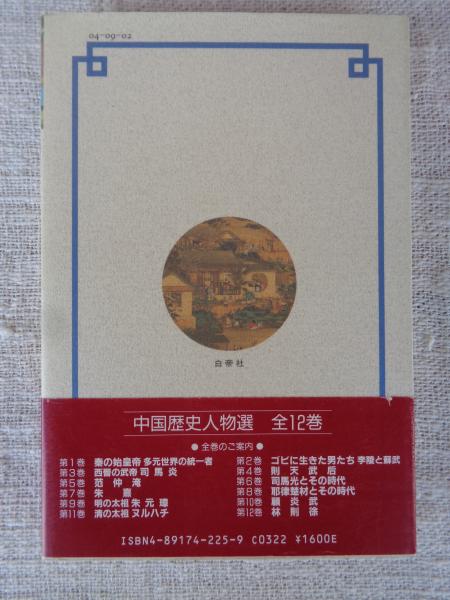 04-09-02
白帝社
中国歴史人物選 全12巻
● 全巻のご案内 ●
第1巻 秦の始皇帝 多元世界の統一者
第2巻 ゴビに生きた男たち 李陵と蘇武
第3巻 西晋の武帝 司馬炎
第4巻 則天武后
第5巻 范仲淹
第6巻 司馬光とその時代
第7巻 朱熹
第8巻 耶律楚材とその時代
第9巻 明の太祖 朱元璋
第10巻 顧炎武
第11巻 清の太祖 ヌルハチ
第12巻 林則徐
ISBN4-89174-225-9 C0322 ¥1600E